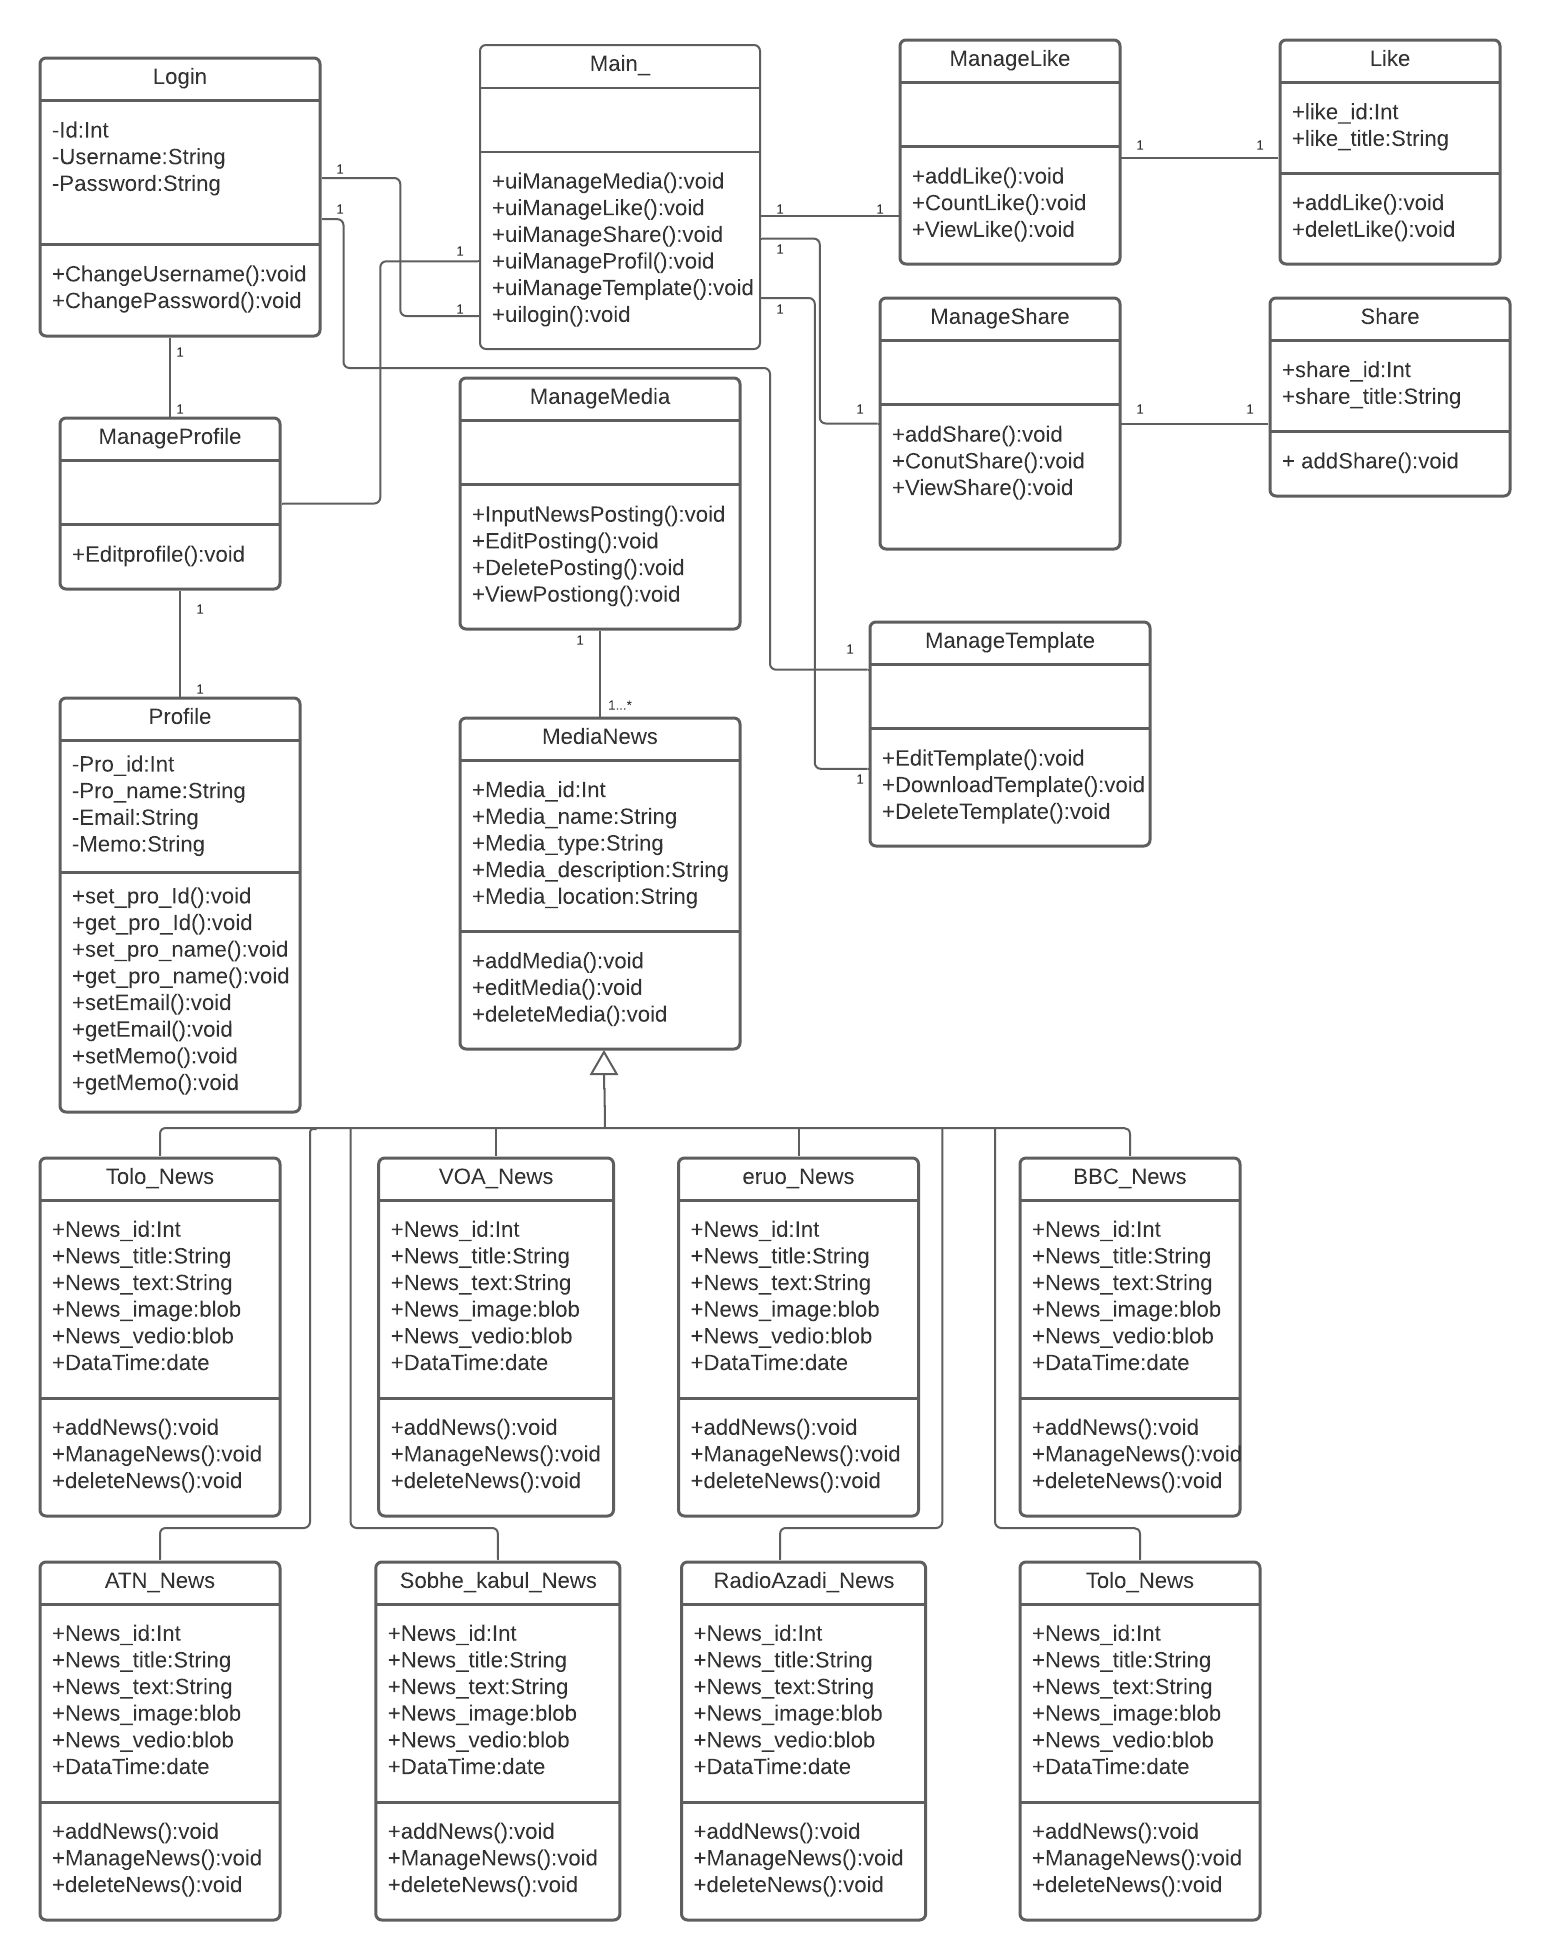 Login
-Id:Int
-Username:String
-Password:String
+ChangeUsername():void
+ChangePassword():void
1
1
1
1
1
1
Main_
+uiManageMedia():void
+uiManageLike():void
+uiManageShare():void
+uiManageProfil():void
+uiManageTemplate():void
+uilogin():void
1
1
1
1
ManageLike
+addLike():void
+CountLike():void
+ViewLike():void
1
1
Like
+like_id:Int
+like_title:String
+addLike():void
+deletLike():void
ManageShare
+addShare():void
+ConutShare():void
+ViewShare():void
1
1
1
Share
+share_id:Int
+share_title:String
+ addShare():void
ManageProfile
+Editprofile():void
1
1
ManageMedia
+InputNewsPosting():void
+EditPosting():void
+DeletePosting():void
+ViewPostiong():void
1
1...*
ManageTemplate
+EditTemplate():void
+DownloadTemplate():void
+DeleteTemplate():void
1
1
Profile
-Pro_id:Int
-Pro_name:String
-Email:String
-Memo:String
+set_pro_Id():void
+get_pro_Id():void
+set_pro_name():void
+get_pro_name():void
+setEmail():void
+getEmail():void
+setMemo():void
+getMemo():void
MediaNews
+Media_id:Int
+Media_name:String
+Media_type:String
+Media_description:String
+Media_location:String
+addMedia():void
+editMedia():void
+deleteMedia():void
Tolo_News
+News_id:Int
+News_title:String
+News_text:String
+News_image:blob
+News_vedio:blob
+DataTime:date
+addNews():void
+ManageNews():void
+deleteNews():void
VOA_News
+News_id:Int
+News_title:String
+News_text:String
+News_image:blob
+News_vedio:blob
+DataTime:date
+addNews():void
+ManageNews():void
+deleteNews():void
eruo_News
+News_id:Int
+News_title:String
+News_text:String
+News_image:blob
+News_vedio:blob
+DataTime:date
+addNews():void
+ManageNews():void
+deleteNews():void
BBC_News
+News_id:Int
+News_title:String
+News_text:String
+News_image:blob
+News_vedio:blob
+DataTime:date
+addNews():void
+ManageNews():void
+deleteNews():void
ATN_News
+News_id:Int
+News_title:String
+News_text:String
+News_image:blob
+News_vedio:blob
+DataTime:date
+addNews():void
+ManageNews():void
+deleteNews():void
Sobhe_kabul_News
+News_id:Int
+News_title:String
+News_text:String
+News_image:blob
+News_vedio:blob
+DataTime:date
+addNews():void
+ManageNews():void
+deleteNews():void
RadioAzadi_News
+News_id:Int
+News_title:String
+News_text:String
+News_image:blob
+News_vedio:blob
+DataTime:date
+addNews():void
+ManageNews():void
+deleteNews():void
Tolo_News
+News_id:Int
+News_title:String
+News_text:String
+News_image:blob
+News_vedio:blob
+DataTime:date
+addNews():void
+ManageNews():void
+deleteNews():void